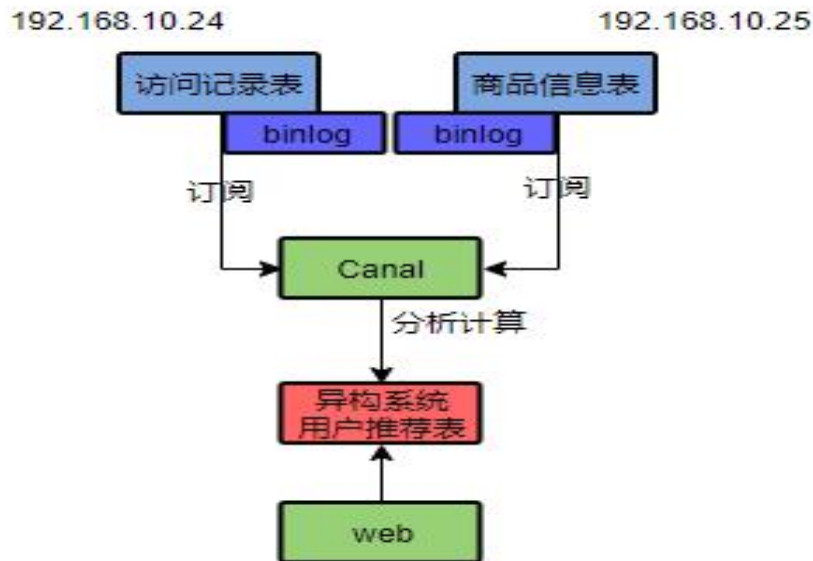 192.168.10.24
192.168.10.25
访问记录表
商品信息表
binlog
binlog
订阅
订阅
Canal
分析计算
异构系统
用户推荐表
web